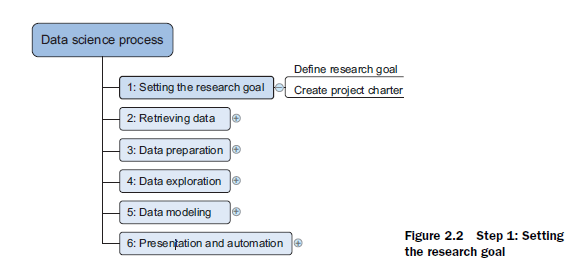 Data science process
Define research goal
1: Setting the research goal
Create project charter
2: Retrieving data
3: Data preparation
4: Data exploration
5: Data modeling
6: Presentation and automation
Figure 2.2 Step 1: Setting
the research goal